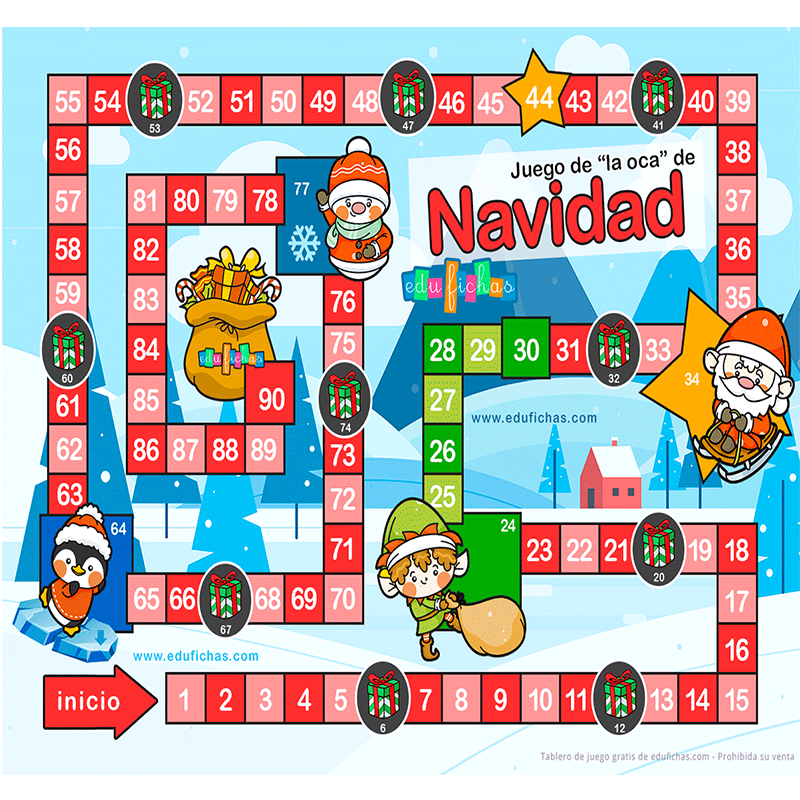 55 54 53 52 51 50 49 48 47 46 45 44 43 42 41 40 39
56
38
Juego de “la oca” de
Navidad
57
81 80 79 78 77
37
58
82
36
edufichas
59
83
76
35
60
84
edufichas
75
28 29 30 31 32 33 34
61
85
90
74
27
www.edufichas.com
62
86 87 88 89
73
26
63
72
25
64
71
24 23 22 21 20 19 18
65 66 67 68 69 70
17
16
www.edufichas.com
inicio 1 2 3 4 5 6 7 8 9 10 11 12 13 14 15
Tablero de juego gratis de edufichas.com - Prohibida su venta